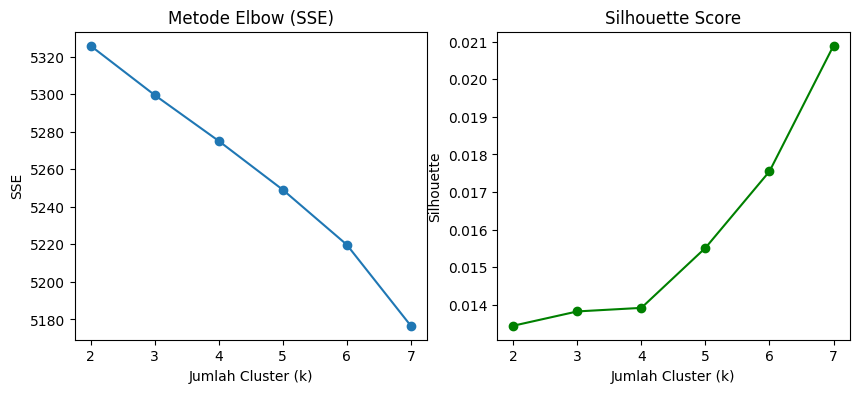 Metode Elbow (SSE)
5320
5300
5280
5260
5240
5220
5200
5180
SSE
2 3 4 5 6 7
Jumlah Cluster (k)
Silhouette Score
0.021
0.020
0.019
0.018
0.017
0.016
0.015
0.014
Silhouette
2 3 4 5 6 7
Jumlah Cluster (k)